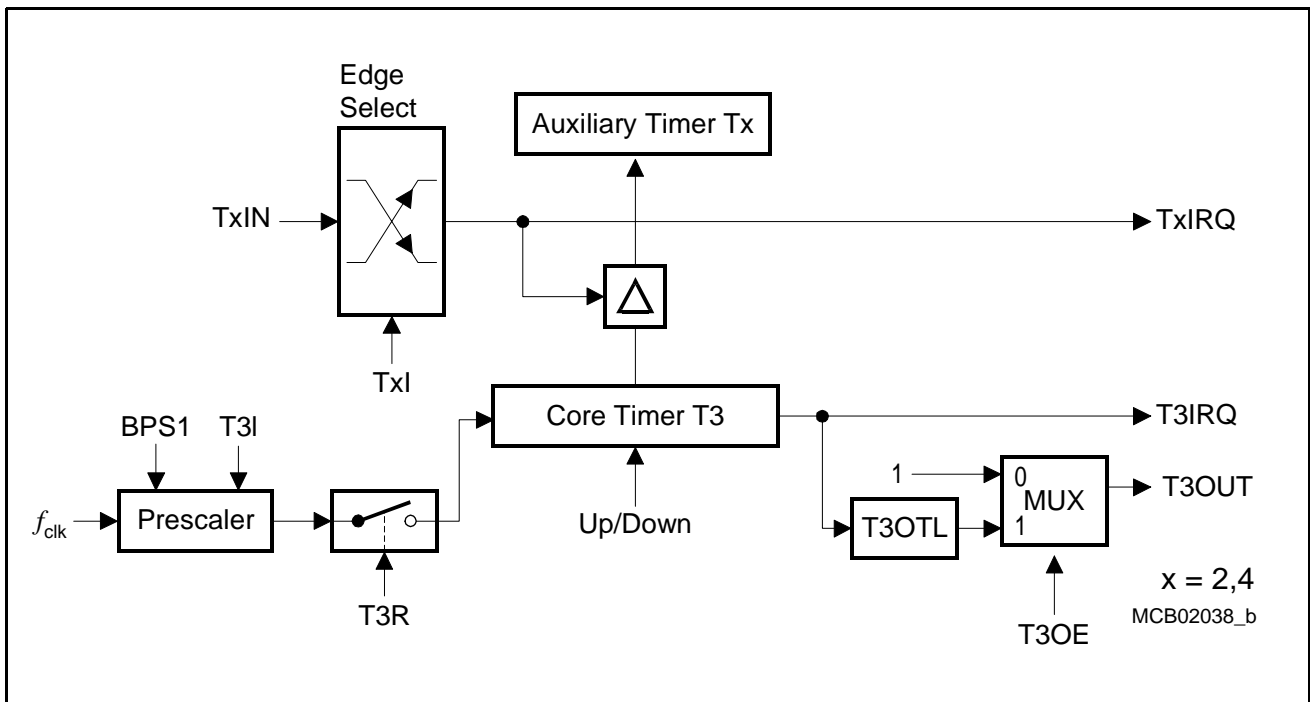 Edge
Select
Auxiliary Timer Tx
TxIN
TxIRQ
TxI
Core Timer T3
T3IRQ
BPS1
T3I
1
0
MUX
1
T3OUT
fclk
Prescaler
Up/Down
T3OTL
T3R
T3OE
x = 2,4
MCB02038_b